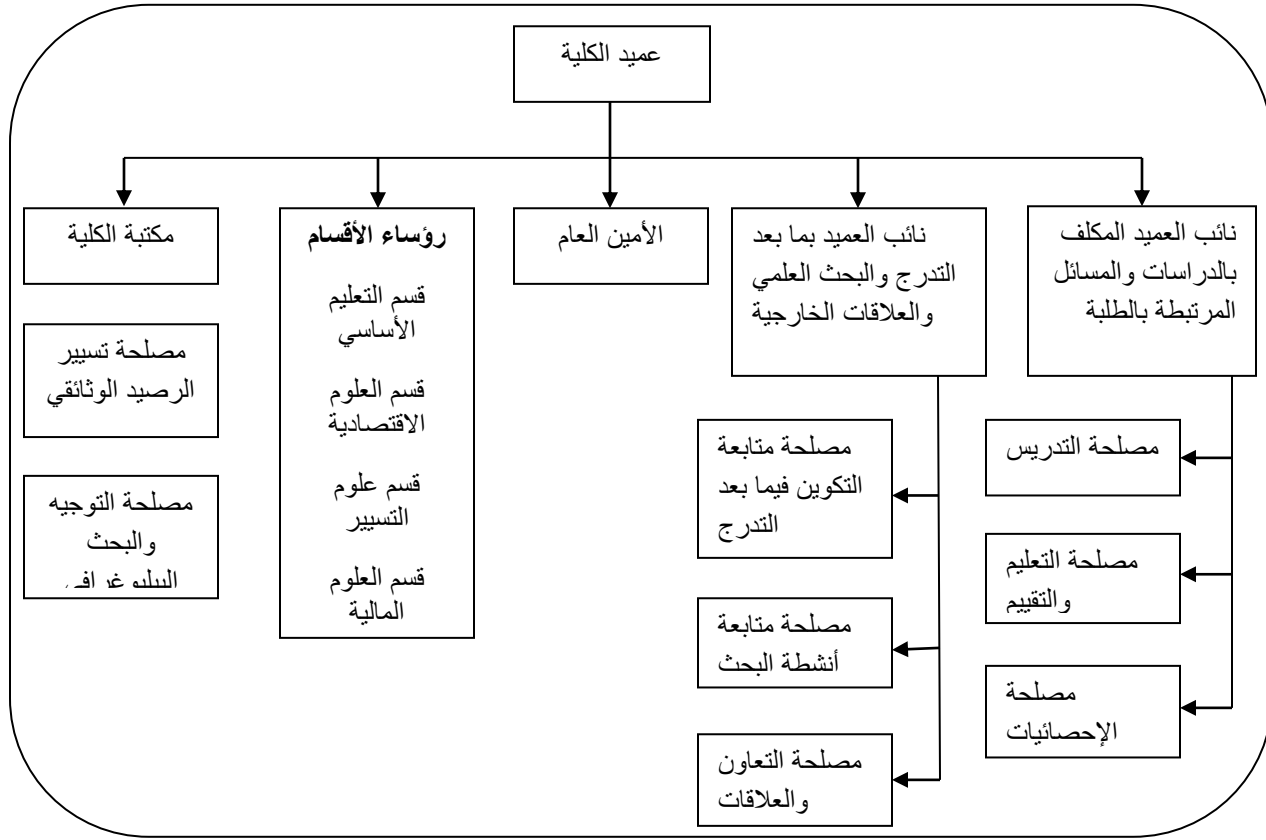 عميد الكلية
نائب العميد المكلف
بالدراسات والمسائل
المرتبطة بالطلبة
نائب العميد بما بعد
التدرج والبحث العلمي
والعلاقات الخارجية
الأمين العام
رؤساء الأقسام
قسم التعليم
الأساسي
قسم العلوم
الاقتصادية
قسم علوم
التسيير
قسم العلوم
المالية
مكتبة الكلية
مصلحة تسيير
الرصيد الوثائقي
مصلحة التوجيه
والبحث
الببليوغرافي
مصلحة التدريس
مصلحة التعليم
والتقييم
مصلحة
الإحصائيات
مصلحة متابعة
التكوين فيما بعد
التدرج
مصلحة متابعة
أنشطة البحث
مصلحة التعاون
والعلاقات